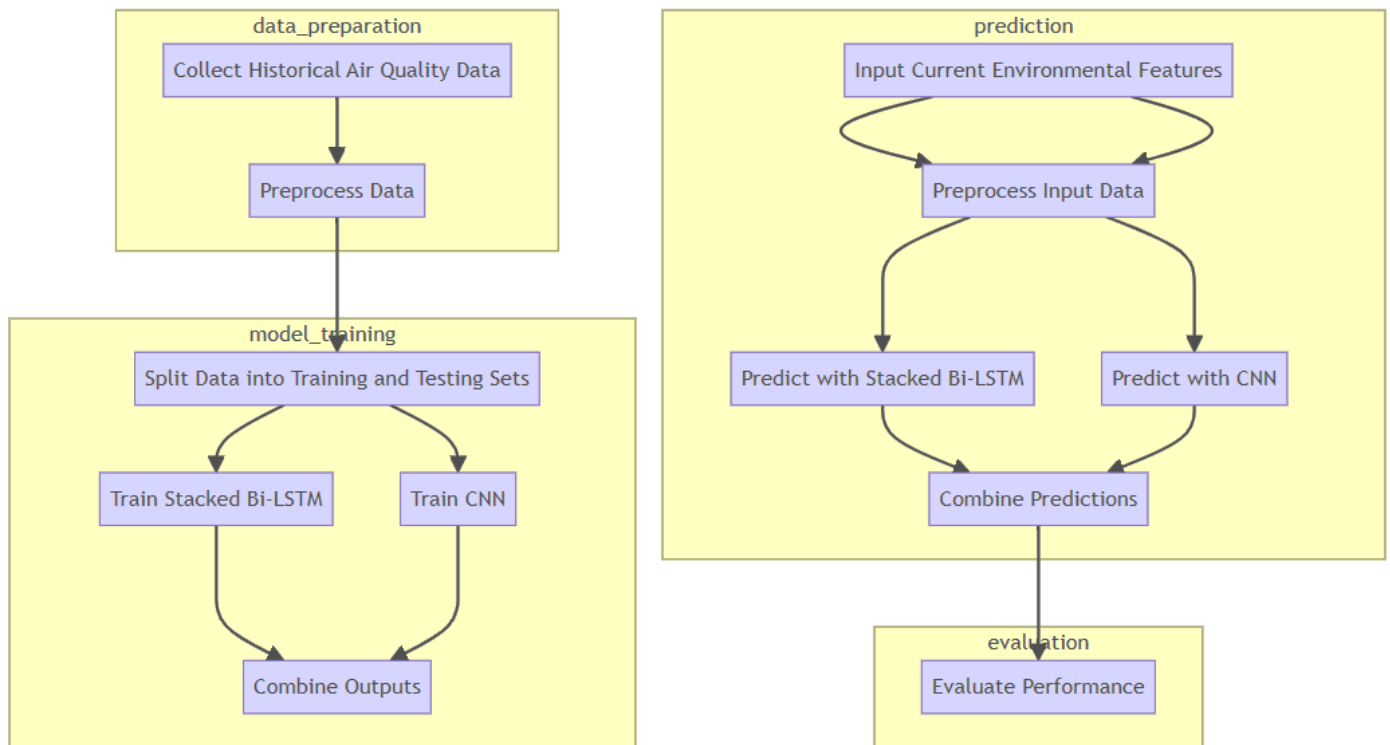 data_preparation
Collect Historical Air Quality Data
Preprocess Data
model_training
Split Data into Training and Testing Sets
Train Stacked Bi-LSTM
Train CNN
Combine Outputs
prediction
Input Current Environmental Features
Preprocess Input Data
Predict with Stacked Bi-LSTM
Predict with CNN
Combine Predictions
evaluation
Evaluate Performance